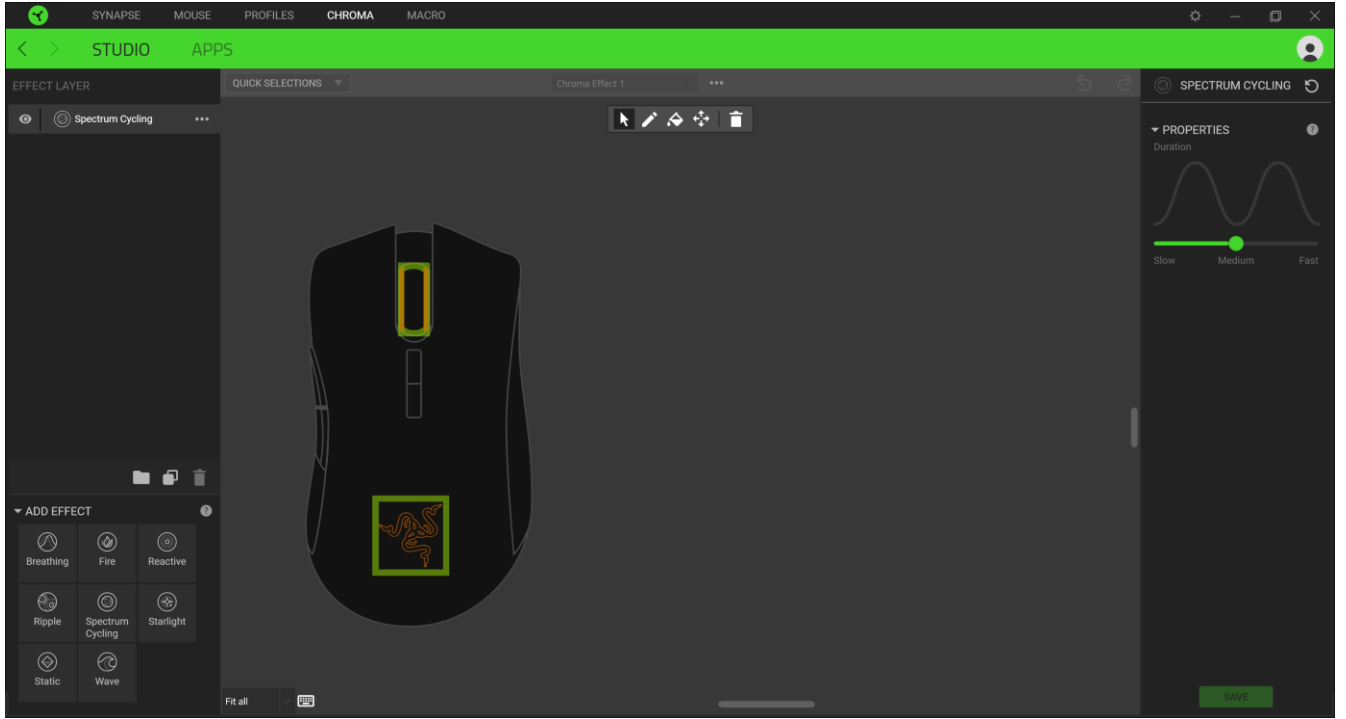 SYNAPSE MOUSE PROFILES CHROMA MACRO
STUDIO APPS
EFFECT LAYER
Spectrum Cycling
QUICK SELECTIONS
Chroma Effect 1
SPECTRUM CYCLING
PROPERTIES ?
Duration
Slow Medium Fast
ADD EFFECT ?
Breathing Fire Reactive
Ripple Spectrum Starlight
Cycling
Static Wave
Fit all
SAVE